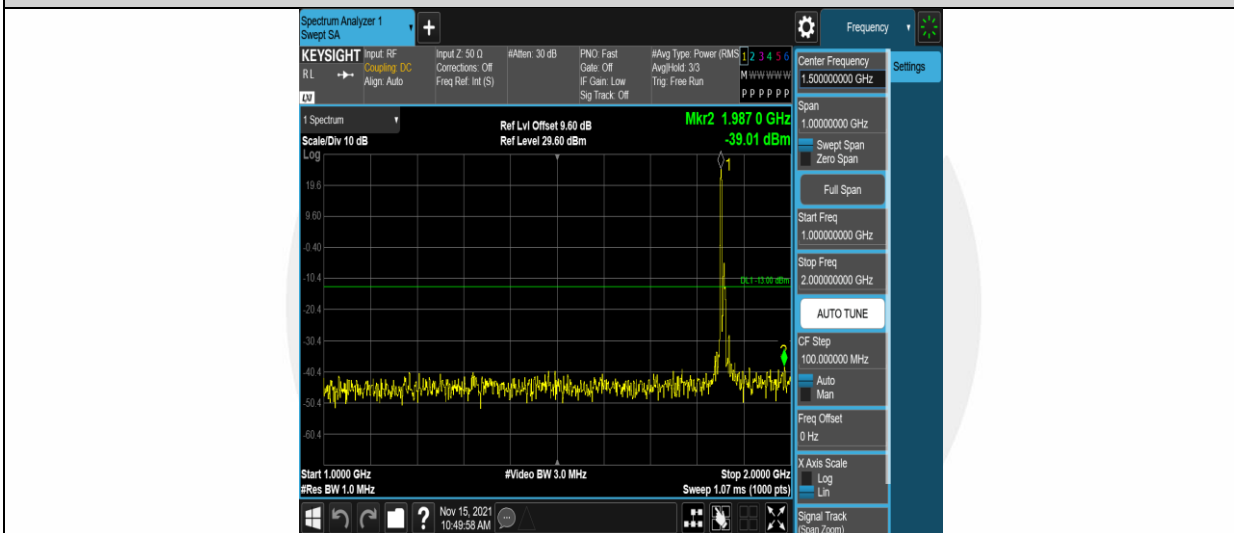 Spectrum Analyzer 1
Swept SA
+
Frequency
KEYSIGHT
RL
LXI
Input: RF
Coupling: DC
Align: Auto
Input Z: 50 Ω
Corrections: Off
Freq Ref: Int (S)
#Atten: 30 dB
PNO: Fast
Gate: Off
IF Gain: Low
Sig Track: Off
#Avg Type: Power (RMS
Avg|Hold: 3/3
Trig: Free Run
1 2 3 4 5 6
M W W W W W
P P P P P P
1 Spectrum
Scale/Div 10 dB
Ref Lvl Offset 9.60 dB
Ref Level 29.60 dBm
Mkr2 1.987 0 GHz
-39.01 dBm
Log
1
19.6
9.60
-0.40
-10.4
DL1 -13.00 dBm
-20.4
-30.4
2
-40.4
-50.4
-60.4
Start 1.0000 GHz
#Video BW 3.0 MHz
Stop 2.0000 GHz
#Res BW 1.0 MHz
Sweep 1.07 ms (1000 pts)
?
Nov 15, 2021
10:49:58 AM
Center Frequency
1.500000000 GHz
Settings
Span
1.00000000 GHz
Swept Span
Zero Span
Full Span
Start Freq
1.000000000 GHz
Stop Freq
2.000000000 GHz
AUTO TUNE
CF Step
100.000000 MHz
Auto
Man
Freq Offset
0 Hz
X Axis Scale
Log
Lin
Signal Track
(Span Zoom)